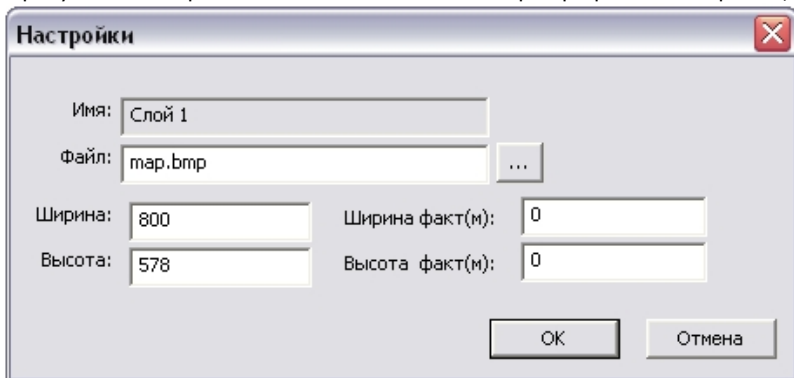 Настройки
Имя: Слой 1
Файл: map.bmp ...
Ширина: 800 Ширина факт(м): 0
Высота: 578 Высота факт(м): 0
OK Отмена